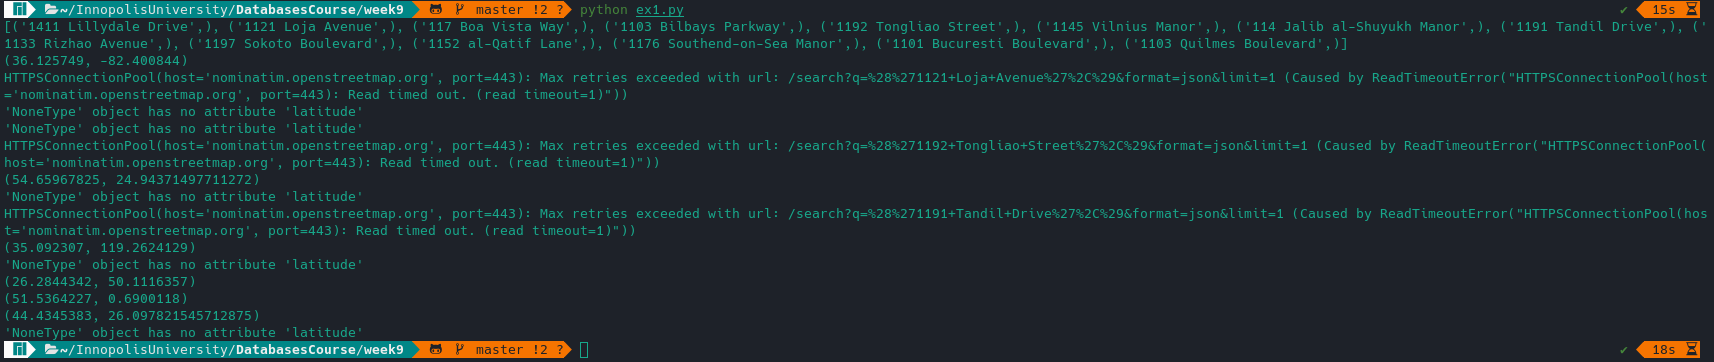 ~/InnopolisUniversity/DatabasesCourse/week9 master !2 ? python ex1.py ✔ 15s
[('1411 Lillydale Drive',), ('1121 Loja Avenue',), ('117 Boa Vista Way',), ('1103 Bilbays Parkway',), ('1192 Tongliao Street',), ('1145 Vilnius Manor',), ('114 Jalib al-Shuyukh Manor',), ('1191 Tandil Drive',), ('
1133 Rizhao Avenue',), ('1197 Sokoto Boulevard',), ('1152 al-Qatif Lane',), ('1176 Southend-on-Sea Manor',), ('1101 Bucuresti Boulevard',), ('1103 Quilmes Boulevard',)]
(36.125749, -82.400844)
HTTPSConnectionPool(host='nominatim.openstreetmap.org', port=443): Max retries exceeded with url: /search?q=%28%271121+Loja+Avenue%27%2C%29&format=json&limit=1 (Caused by ReadTimeoutError("HTTPSConnectionPool(host
='nominatim.openstreetmap.org', port=443): Read timed out. (read timeout=1)"))
'NoneType' object has no attribute 'latitude'
'NoneType' object has no attribute 'latitude'
HTTPSConnectionPool(host='nominatim.openstreetmap.org', port=443): Max retries exceeded with url: /search?q=%28%271192+Tongliao+Street%27%2C%29&format=json&limit=1 (Caused by ReadTimeoutError("HTTPSConnectionPool(
host='nominatim.openstreetmap.org', port=443): Read timed out. (read timeout=1)"))
(54.65967825, 24.94371497711272)
'NoneType' object has no attribute 'latitude'
HTTPSConnectionPool(host='nominatim.openstreetmap.org', port=443): Max retries exceeded with url: /search?q=%28%271191+Tandil+Drive%27%2C%29&format=json&limit=1 (Caused by ReadTimeoutError("HTTPSConnectionPool(hos
t='nominatim.openstreetmap.org', port=443): Read timed out. (read timeout=1)"))
(35.092307, 119.2624129)
'NoneType' object has no attribute 'latitude'
(26.2844342, 50.1116357)
(51.5364227, 0.6900118)
(44.4345383, 26.097821545712875)
'NoneType' object has no attribute 'latitude'
~/InnopolisUniversity/DatabasesCourse/week9 master !2 ? ✔ 18s